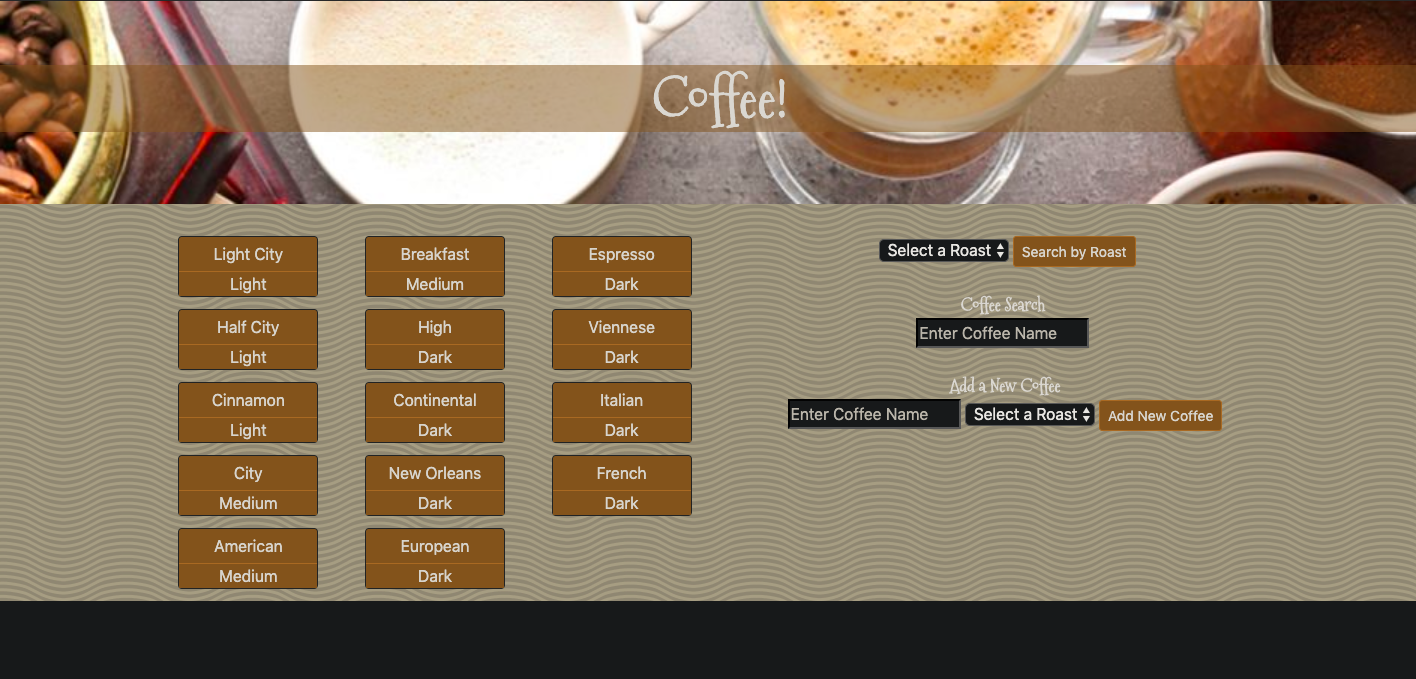 Coffee!
Light City
Light
Half City
Light
Cinnamon
Light
City
Medium
American
Medium
Breakfast
Medium
High
Dark
Continental
Dark
New Orleans
Dark
European
Dark
Espresso
Dark
Viennese
Dark
Italian
Dark
French
Dark
Select a Roast Search by Roast
Coffee Search
Enter Coffee Name
Add a New Coffee
Enter Coffee Name Select a Roast Add New Coffee